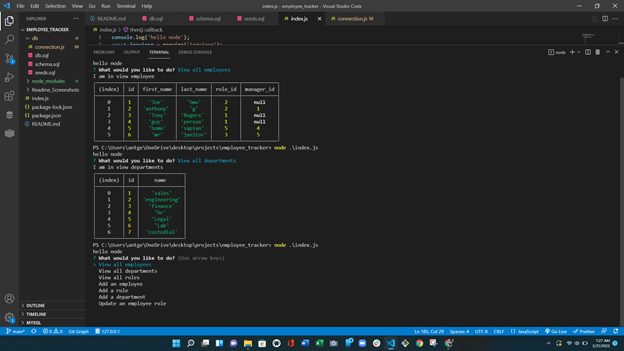 File Edit Selection View Go Run Terminal Help
index.js - employee_tracker - Visual Studio Code
EXPLORER
README.md db.sql schema.sql seeds.sql index.js connection.js M
EMPLOYEE_TRACKER
index.js > then() callback
db
1 console.log('hello node');
connection.js M
db.sql
schema.sql
seeds.sql
node_modules
Readme_Screenshots
index.js
package-lock.json
package.json
README.md
PROBLEMS OUTPUT TERMINAL DEBUG CONSOLE
node
hello node
? What would you like to do? View all employees
I am in view employee
(index) id first_name last_name role_id manager_id
0 1 'Joe' 'Smo' 2 null
1 2 'anthony' 'g' 2 1
2 3 'Tony' 'Rogers' 1 null
3 4 'guy' 'person' 1 null
4 5 'homo' 'sapian' 5 4
5 6 'me' 'janitor' 3 5
PS C:\Users\antge\OneDrive\desktop\projects\employee_tracker> node .\index.js
hello node
? What would you like to do? View all departments
I am in view departments
(index) id name
0 1 'sales'
1 2 'engineering'
2 3 'finance'
3 4 'hr'
4 5 'Legal'
5 6 'Lab'
6 7 'custodial'
PS C:\Users\antge\OneDrive\desktop\projects\employee_tracker> node .\index.js
hello node
? What would you like to do? (Use arrow keys)
> View all employees
View all departments
View all roles
Add an employee
Add a role
Add a department
Update an employee role
OUTLINE
TIMELINE
MYSQL
main* 0 0 Git Graph 127.0.0.1
Ln 185, Col 29 Spaces: 4 UTF-8 CRLF JavaScript Go Live Prettier
1:27 AM
2/21/2022